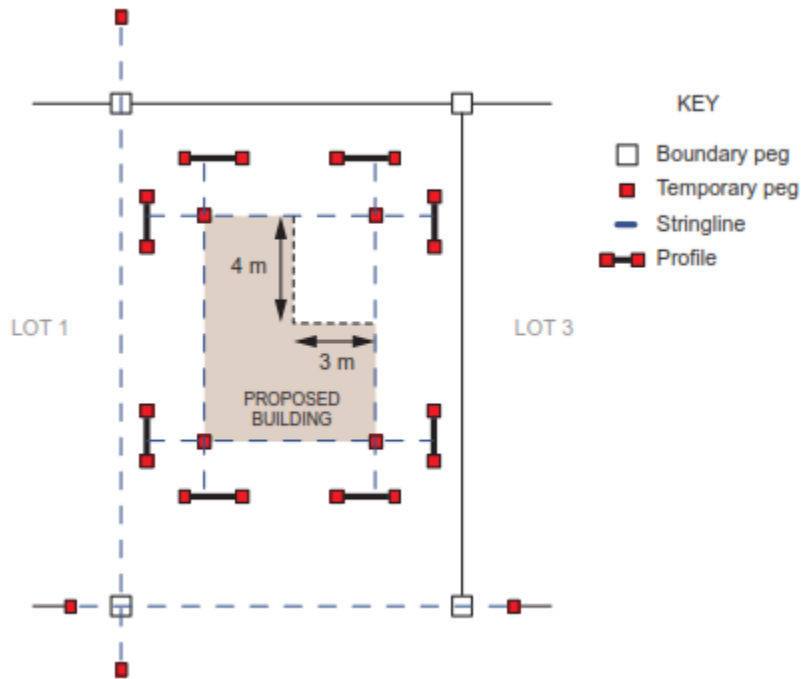 KEY
Boundary peg
Temporary peg
Stringline
Profile
4 m
LOT 1
LOT 3
3 m
PROPOSED
BUILDING